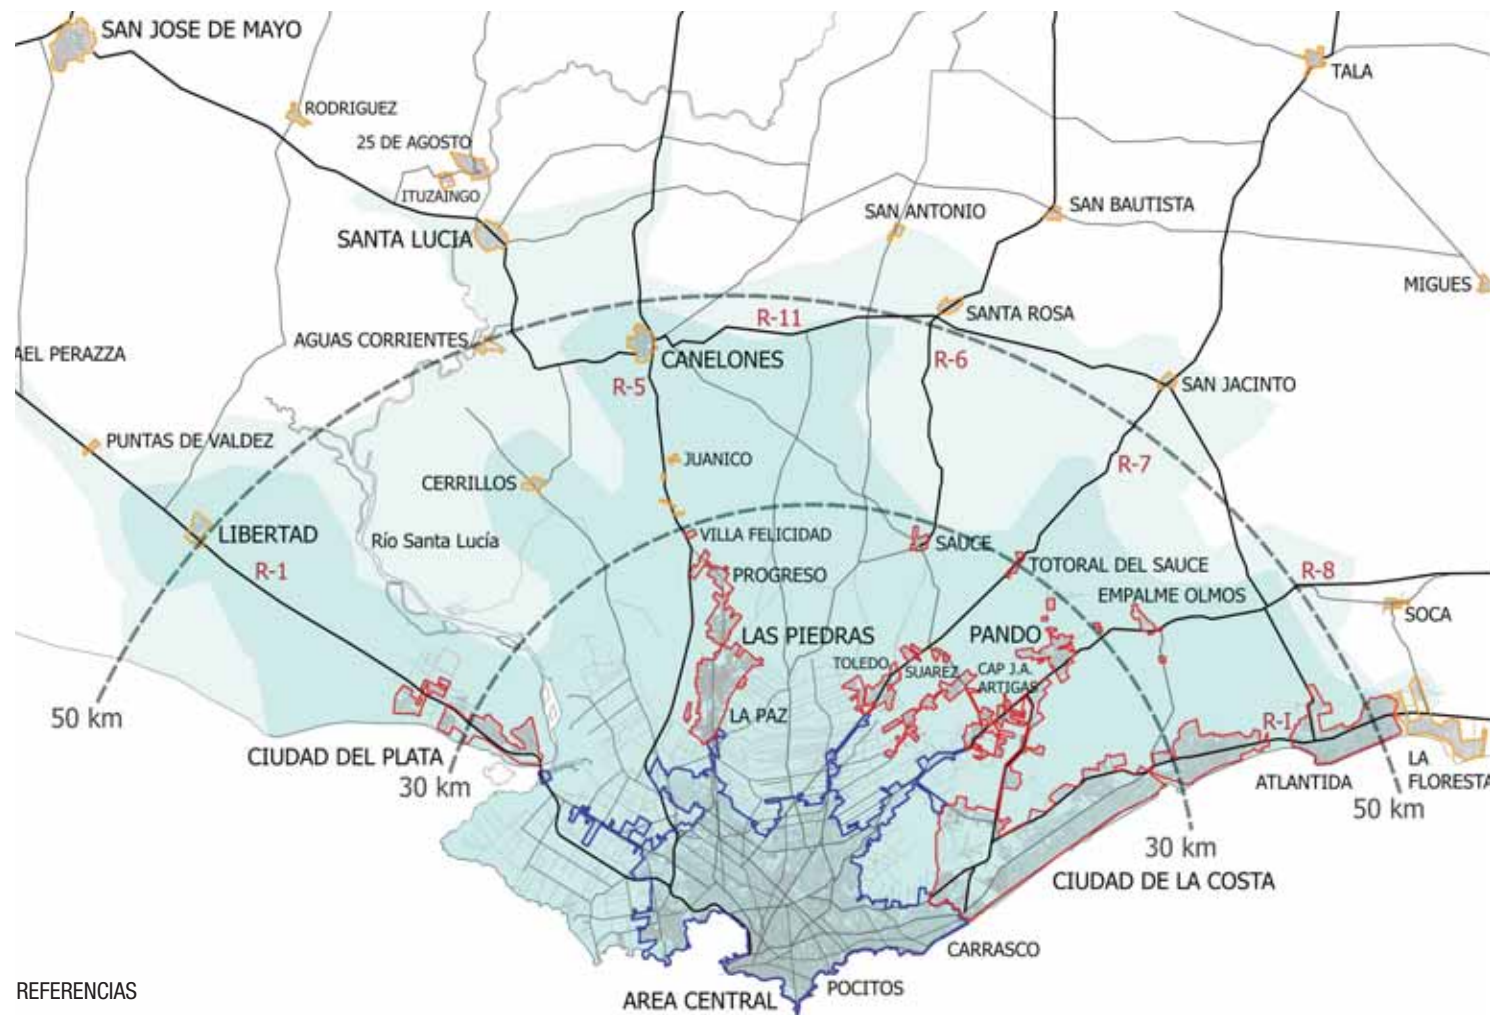 SAN JOSE DE MAYO
TALA
RODRIGUEZ
25 DE AGOSTO
ITUZAINGO
SAN BAUTISTA
SAN ANTONIO
SANTA LUCIA
MIGUES
SANTA ROSA
R-11
AGUAS CORRIENTES
AEL PERAZZA
CANELONES
R-6
R-5
SAN JACINTO
PUNTAS DE VALDEZ
JUANICO
R-7
CERRILLOS
LIBERTAD
VILLA FELICIDAD
SAUCE
Río Santa Lucía
R-1
PROGRESO
TOTORAL DEL SAUCE
R-8
EMPALME OLMOS
SOCA
LAS PIEDRAS
PANDO
TOLEDO
SUAREZ
CAP J.A.
ARTIGAS
50 km
LA PAZ
R-I
CIUDAD DEL PLATA
30 km
ATLANTIDA
LA
FLORESTA
50 km
30 km
CIUDAD DE LA COSTA
CARRASCO
POCITOS
AREA CENTRAL
REFERENCIAS